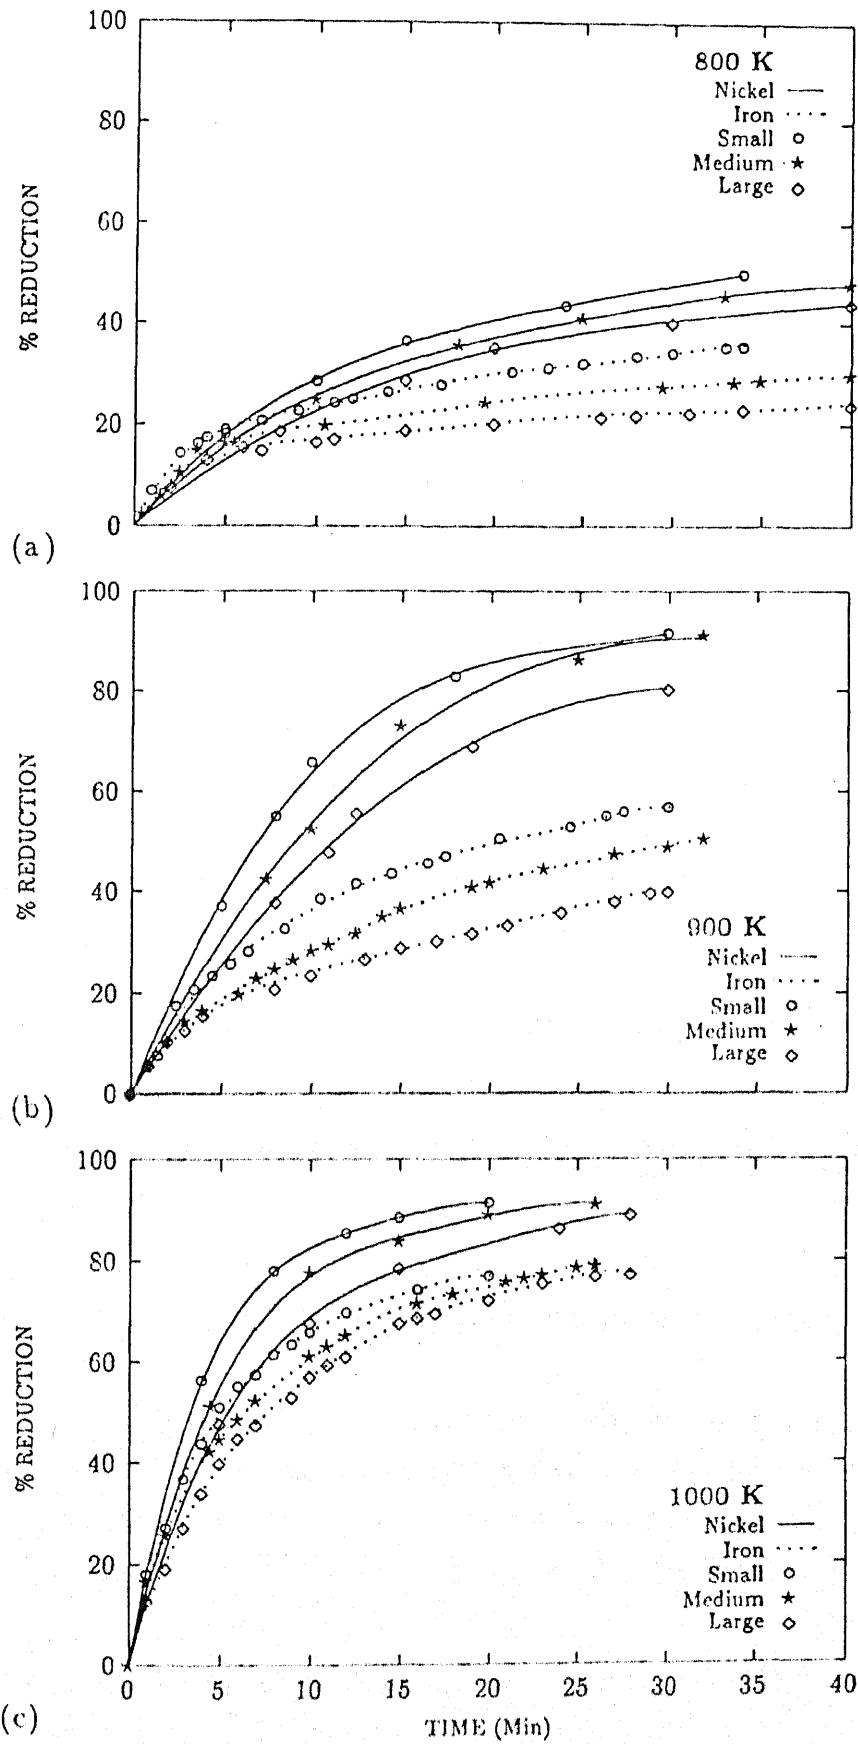 100
80
60
40
20
0
% REDUCTION
800 K
Nickel
Iron
Small
Medium
Large
(a)
100
80
60
40
20
0
% REDUCTION
900 K
Nickel
Iron
Small
Medium
Large
(b)
100
80
60
40
20
0
% REDUCTION
1000 K
Nickel
Iron
Small
Medium
Large
0 5 10 15 20 25 30 35 40
TIME (Min)
(c)